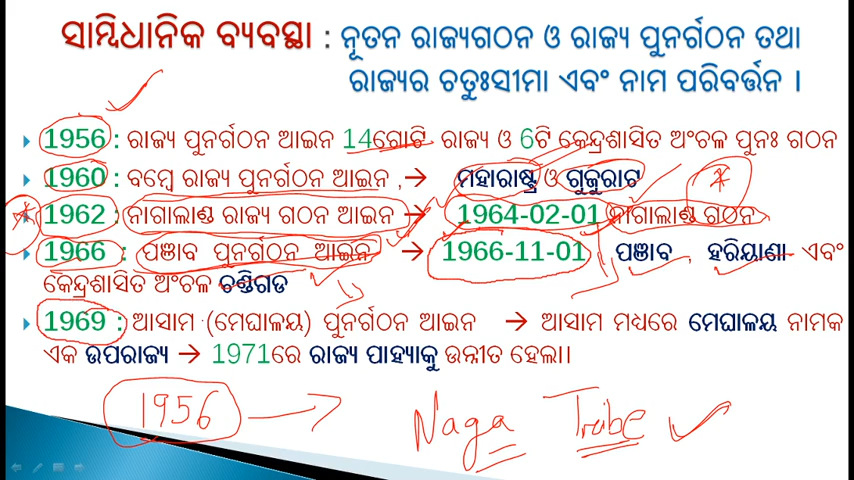 ସାମ୍ବିଧାନିକ ବ୍ୟବସ୍ଥା : ନୂତନ ରାଜ୍ୟଗଠନ ଓ ରାଜ୍ୟ ପୁନର୍ଗଠନ ତଥା
ରାଜ୍ୟର ଚତୁଃସୀମା ଏବଂ ନାମ ପରିବର୍ତ୍ତନ ।
1956 : ରାଜ୍ୟ ପୁନର୍ଗଠନ ଆଇନ 14ଗୋଟି ରାଜ୍ୟ ଓ 6ଟି କେନ୍ଦ୍ରଶାସିତ ଅଂଚଳ ପୁନଃ ଗଠନ
1960 : ବମ୍ବେ ରାଜ୍ୟ ପୁନର୍ଗଠନ ଆଇନ ,→ ମହାରାଷ୍ଟ୍ର ଓ ଗୁଜୁରାଟ
1962 : ନାଗାଲାଣ୍ଡ ରାଜ୍ୟ ଗଠନ ଆଇନ → 1964-02-01 ନାଗାଲାଣ୍ଡ ଗଠନ
1966 : ପଞ୍ଜାବ ପୁନର୍ଗଠନ ଆଇନ → 1966-11-01 , ପଞ୍ଜାବ , ହରିୟାଣା ଏବଂ
କେନ୍ଦ୍ରଶାସିତ ଅଂଚଳ ଚଣ୍ଡିଗଡ
1969 : ଆସାମ (ମେଘାଳୟ) ପୁନର୍ଗଠନ ଆଇନ → ଆସାମ ମଧ୍ୟରେ ମେଘାଳୟ ନାମକ
ଏକ ଉପରାଜ୍ୟ → 1971ରେ ରାଜ୍ୟ ପାହ୍ୟାକୁ ଉନ୍ନୀତ ହେଲା।
1956 → Naga Tribe